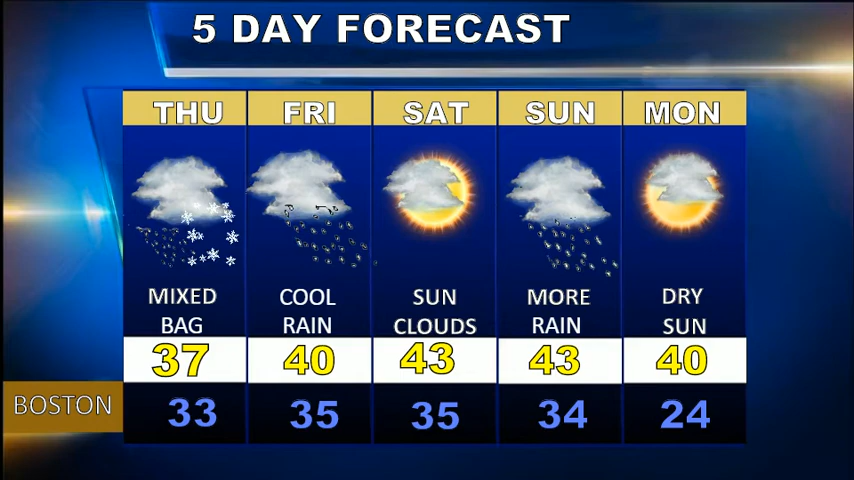 5 DAY FORECAST
THU FRI SAT SUN MON
MIXED BAG
COOL RAIN
SUN CLOUDS
MORE RAIN
DRY SUN
37 40 43 43 40
BOSTON 33 35 35 34 24